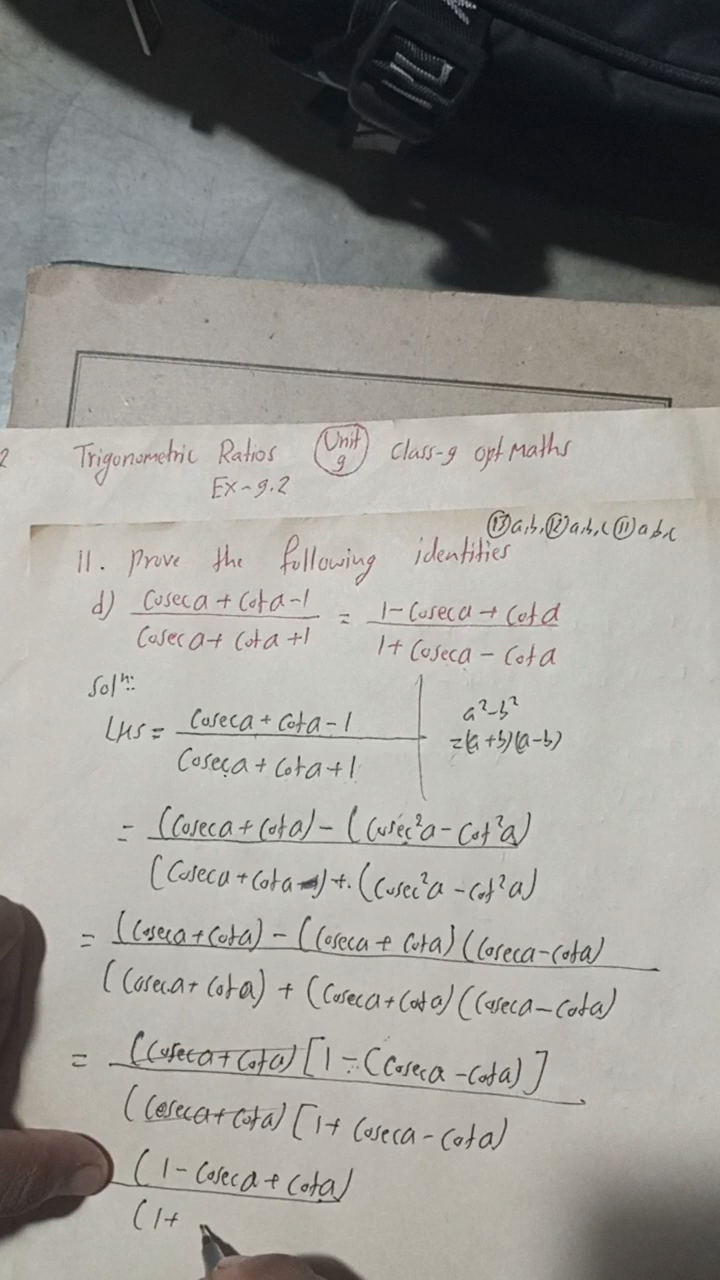 2 Trigonometric Ratios Unit 9 class-9 opt Maths
Ex-9.2
(13)a,b,(12)a,b,c(11)a,b,c
11. prove the following identities
d) Coseca + Cota - 1 / Coseca + Cota + 1 = 1 - Coseca + Cota / 1 + Coseca - Cota
Solⁿ:
LHS = Coseca + Cota - 1 / Coseca + Cota + 1
a² - b²
= (a + b)(a - b)
= (Coseca + Cota) - (Cosec²a - Cot²a) / (Coseca + Cota) + (Cosec²a - Cot²a)
= (Coseca + Cota) - (Coseca + Cota)(Coseca - Cota) / (Coseca + Cota) + (Coseca + Cota)(Coseca - Cota)
= (Coseca + Cota)[1 - (Coseca - Cota)] / (Coseca + Cota)[1 + Coseca - Cota)
(1 - Coseca + Cota) / (1 +